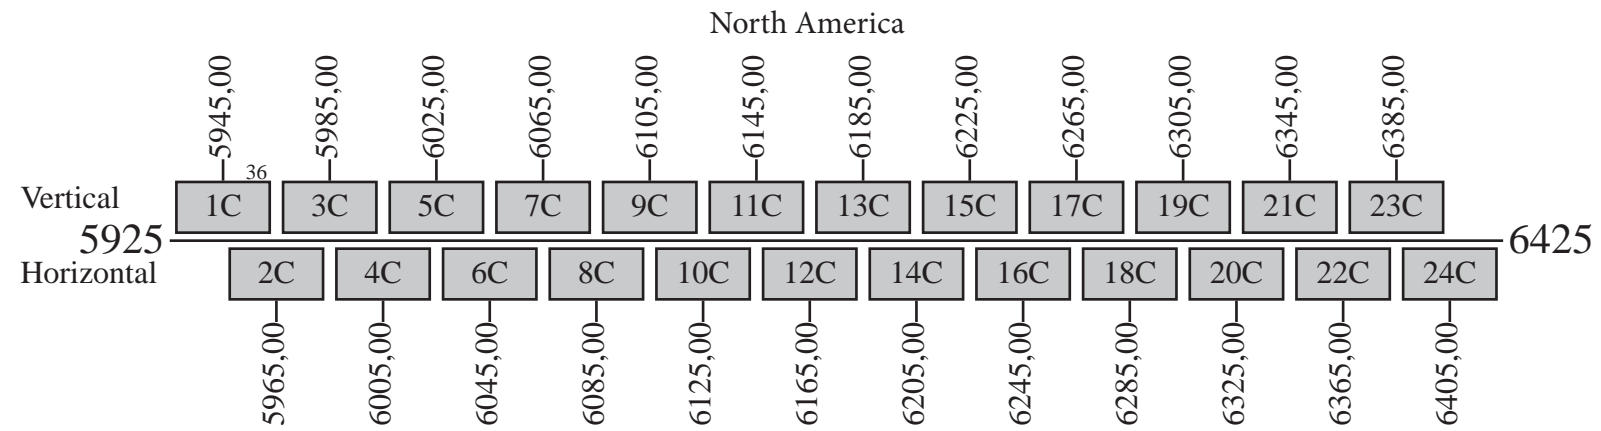 North America
5945,00 5985,00 6025,00 6065,00 6105,00 6145,00 6185,00 6225,00 6265,00 6305,00 6345,00 6385,00
36
Vertical 1C 3C 5C 7C 9C 11C 13C 15C 17C 19C 21C 23C
5925 6425
Horizontal 2C 4C 6C 8C 10C 12C 14C 16C 18C 20C 22C 24C
5965,00 6005,00 6045,00 6085,00 6125,00 6165,00 6205,00 6245,00 6285,00 6325,00 6365,00 6405,00